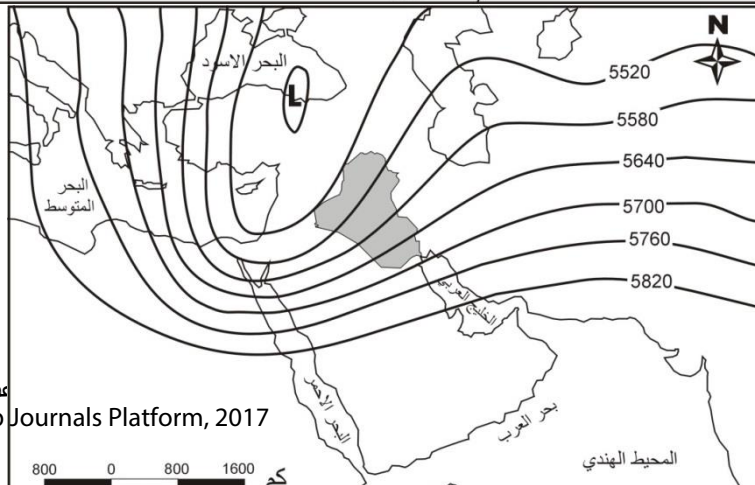 N
البحر الاسود
L
5520
5580
5640
البحر
المتوسط
5700
5760
5820
الخليج العربي
البحر الاحمر
بحر العرب
المحيط الهندي
Journals Platform, 2017
800 0 800 1600
كم